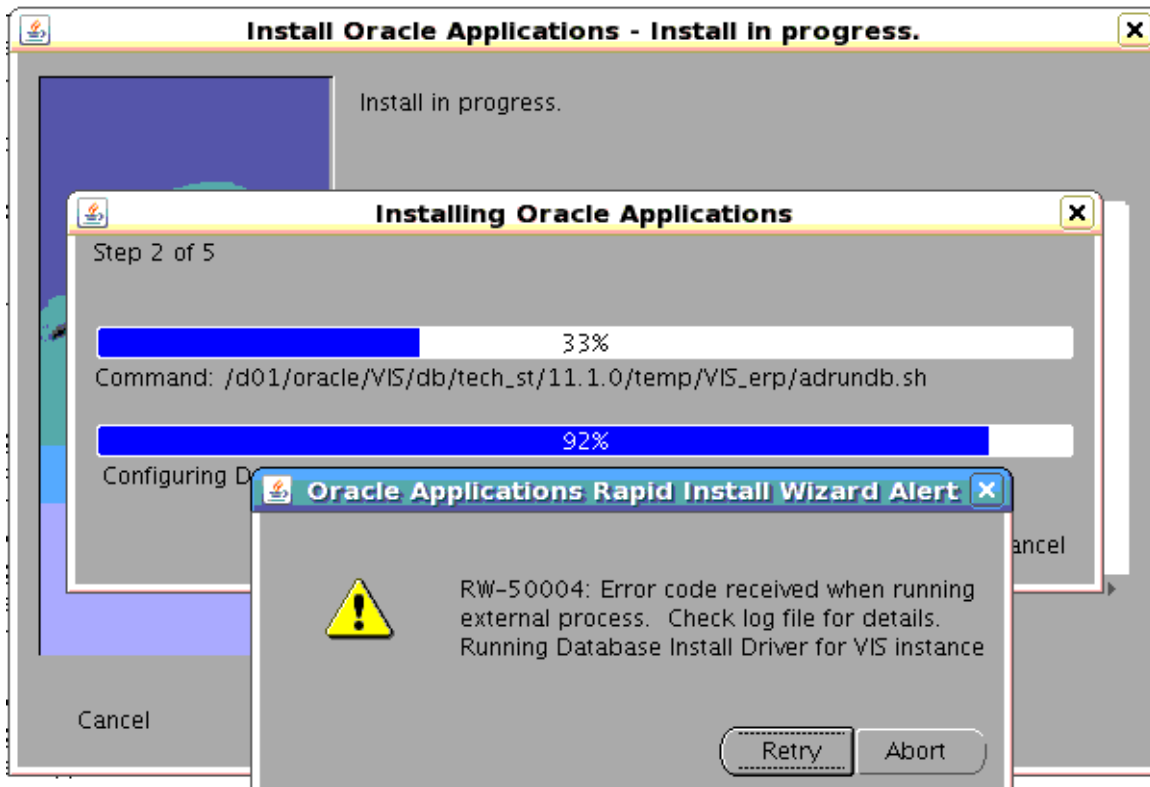 Install Oracle Applications - Install in progress.
Install in progress.
Installing Oracle Applications
Step 2 of 5
33%
Command: /d01/oracle/VIS/db/tech_st/11.1.0/temp/VIS_erp/adrundb.sh
92%
Configuring D
Oracle Applications Rapid Install Wizard Alert
ancel
RW-50004: Error code received when running
external process.  Check log file for details.
Running Database Install Driver for VIS instance
Cancel
Retry
Abort